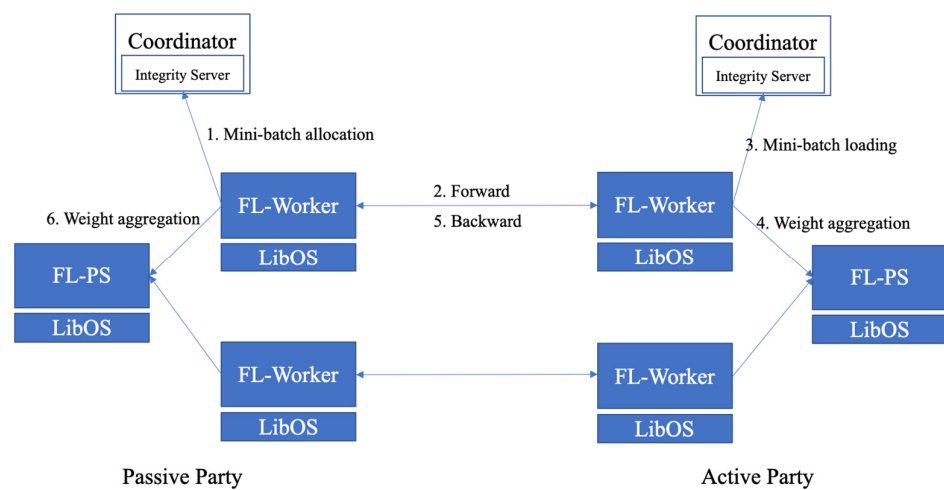 Coordinator
Integrity Server
Coordinator
Integrity Server
1. Mini-batch allocation
3. Mini-batch loading
FL-Worker
2. Forward
5. Backward
FL-Worker
6. Weight aggregation
4. Weight aggregation
LibOS
LibOS
FL-PS
FL-PS
LibOS
LibOS
FL-Worker
FL-Worker
LibOS
LibOS
Passive Party
Active Party